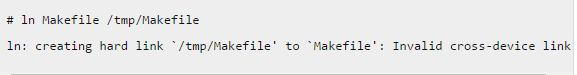 # ln Makefile /tmp/Makefile
ln: creating hard link `/tmp/Makefile' to `Makefile': Invalid cross-device link